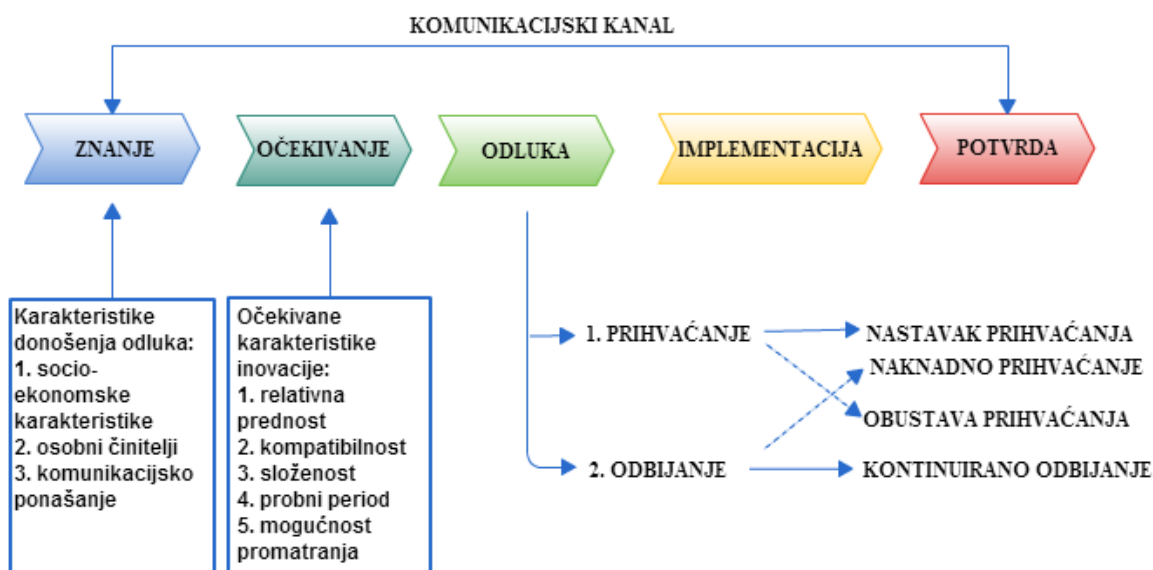 KOMUNIKACIJSKI KANAL
ZNANJE
OČEKIVANJE
ODLUKA
IMPLEMENTACIJA
POTVRDA
Karakteristike
donošenja odluka:
1. socio-
ekonomske
karakteristike
2. osobni činitelji
3. komunikacijsko
ponašanje
Očekivane
karakteristike
inovacije:
1. relativna
prednost
2. kompatibilnost
3. složenost
4. probni period
5. mogućnost
promatranja
1. PRIHVAĆANJE
2. ODBIJANJE
NASTAVAK PRIHVAĆANJA
NAKNADNO PRIHVAĆANJE
OBUSTAVA PRIHVAĆANJA
KONTINUIRANO ODBIJANJE